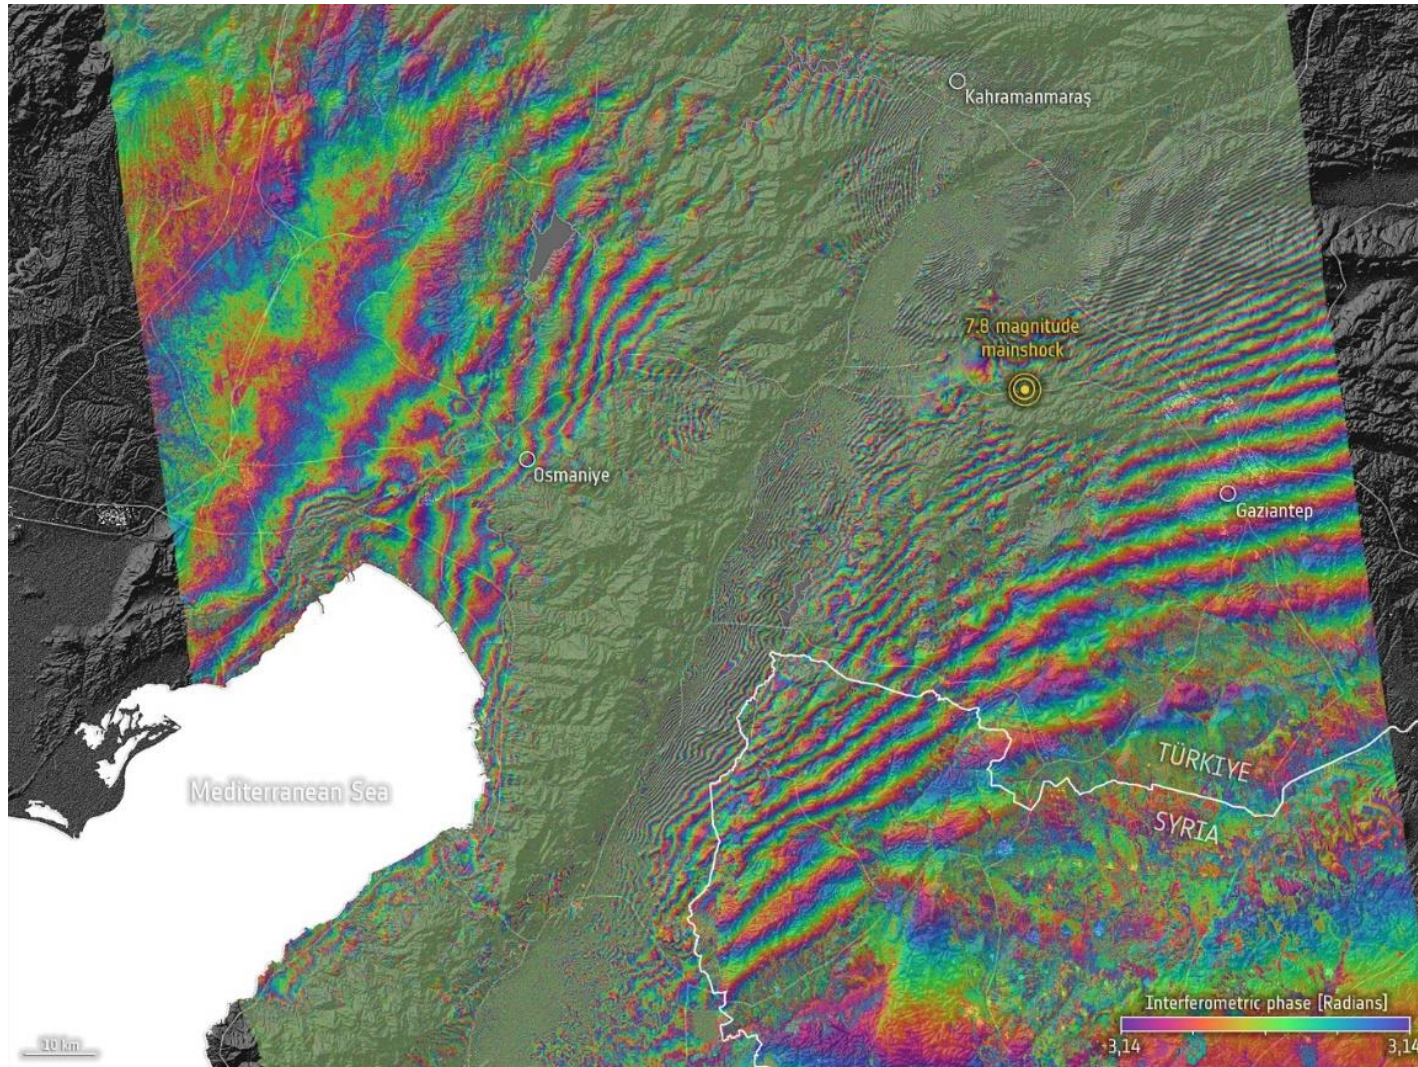 Kahramanmaraş
7.8 magnitude
mainshock
Osmaniye
Gaziantep
TÜRKIYE
SYRIA
Mediterranean Sea
Interferometric phase [Radians]
-3,14
3,14
10 km